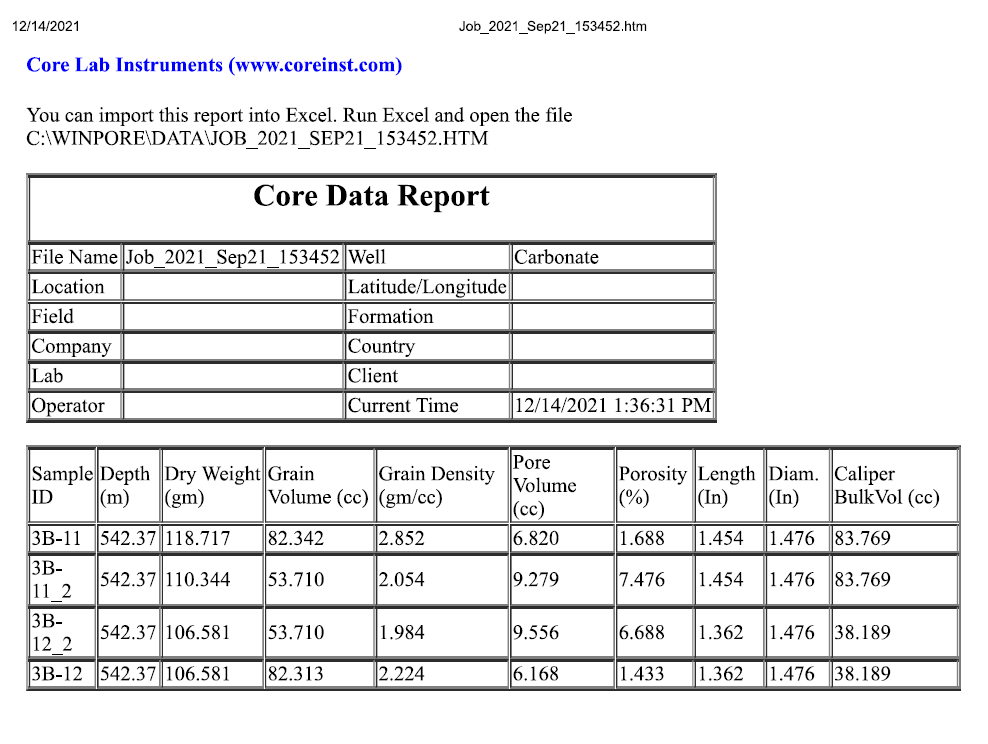 12/14/2021 Job_2021_Sep21_153452.htm
Core Lab Instruments (www.coreinst.com)
You can import this report into Excel. Run Excel and open the file
C:\WINPORE\DATA\JOB_2021_SEP21_153452.HTM
Core Data Report
File Name Job_2021_Sep21_153452 Well Carbonate
Location Latitude/Longitude
Field Formation
Company Country
Lab Client
Operator Current Time 12/14/2021 1:36:31 PM
Sample ID Depth (m) Dry Weight (gm) Grain Volume (cc) Grain Density (gm/cc) Pore Volume (cc) Porosity (%) Length (In) Diam. (In) Caliper BulkVol (cc)
3B-11 542.37 118.717 82.342 2.852 6.820 1.688 1.454 1.476 83.769
3B-11_2 542.37 110.344 53.710 2.054 9.279 7.476 1.454 1.476 83.769
3B-12_2 542.37 106.581 53.710 1.984 9.556 6.688 1.362 1.476 38.189
3B-12 542.37 106.581 82.313 2.224 6.168 1.433 1.362 1.476 38.189